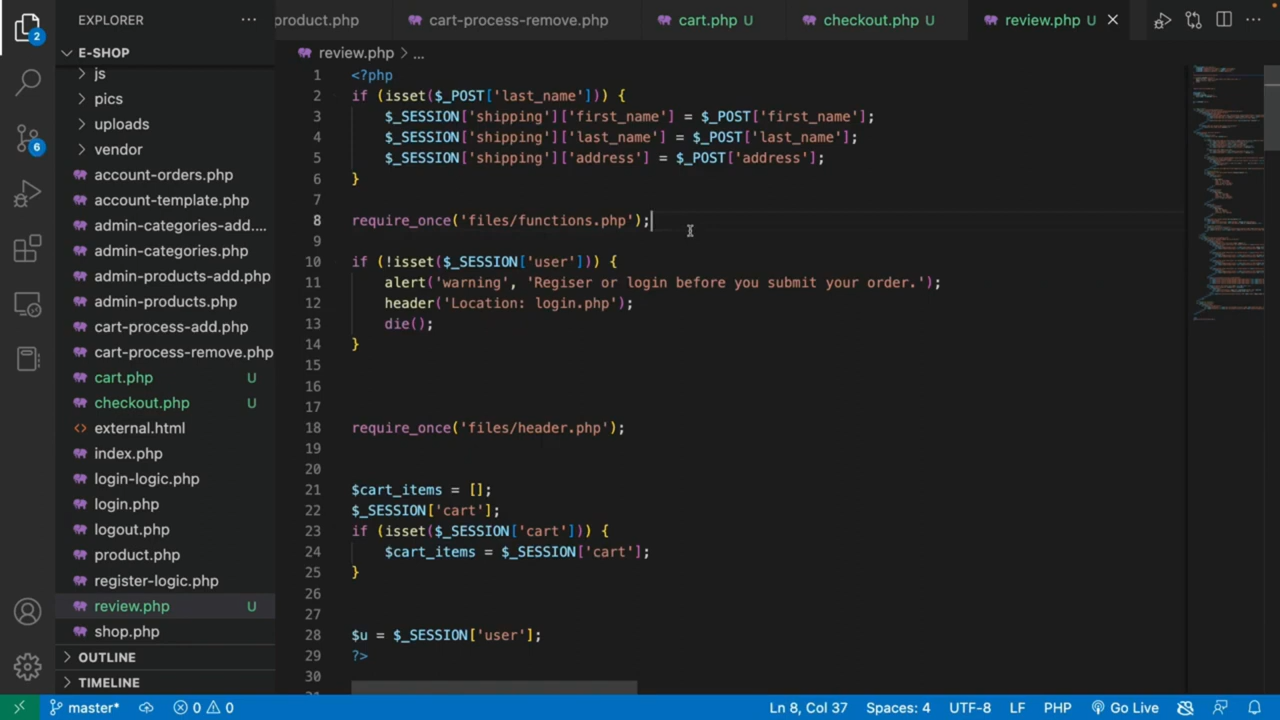 EXPLORER
product.php
cart-process-remove.php
cart.php U
checkout.php U
review.php U
2
E-SHOP
js
pics
uploads
vendor
account-orders.php
account-template.php
admin-categories-add....
admin-categories.php
admin-products-add.php
admin-products.php
cart-process-add.php
cart-process-remove.php
cart.php U
checkout.php U
external.html
index.php
login-logic.php
login.php
logout.php
product.php
register-logic.php
review.php U
shop.php
OUTLINE
TIMELINE
6
review.php > ...
1 <?php
2 if (isset($_POST['last_name'])) {
3 $_SESSION['shipping']['first_name'] = $_POST['first_name'];
4 $_SESSION['shipping']['last_name'] = $_POST['last_name'];
5 $_SESSION['shipping']['address'] = $_POST['address'];
6 }
7
8 require_once('files/functions.php');
9
10 if (!isset($_SESSION['user'])) {
11 alert('warning', 'Regiser or login before you submit your order.');
12 header('Location: login.php');
13 die();
14 }
15
16
17
18 require_once('files/header.php');
19
20
21 $cart_items = [];
22 $_SESSION['cart'];
23 if (isset($_SESSION['cart'])) {
24 $cart_items = $_SESSION['cart'];
25 }
26
27
28 $u = $_SESSION['user'];
29 ?>
30
master* 0 0 Ln 8, Col 37 Spaces: 4 UTF-8 LF PHP Go Live